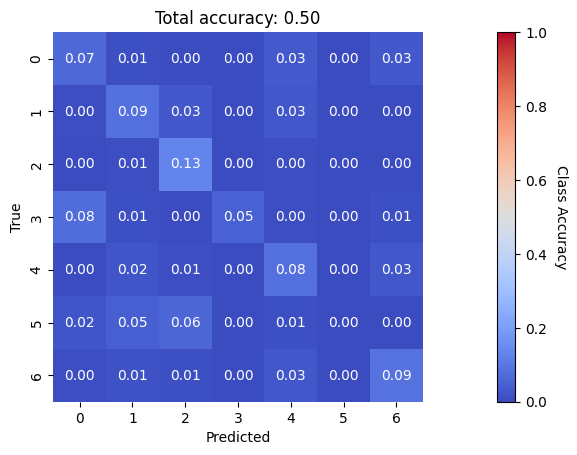 Total accuracy: 0.50
0 0.07 0.01 0.00 0.00 0.03 0.00 0.03
1 0.00 0.09 0.03 0.00 0.03 0.00 0.00
2 0.00 0.01 0.13 0.00 0.00 0.00 0.00
3 0.08 0.01 0.00 0.05 0.00 0.00 0.01
4 0.00 0.02 0.01 0.00 0.08 0.00 0.03
5 0.02 0.05 0.06 0.00 0.01 0.00 0.00
6 0.00 0.01 0.01 0.00 0.03 0.00 0.09
0 1 2 3 4 5 6
True
Predicted
1.0
0.8
0.6
0.4
0.2
0.0
Class Accuracy